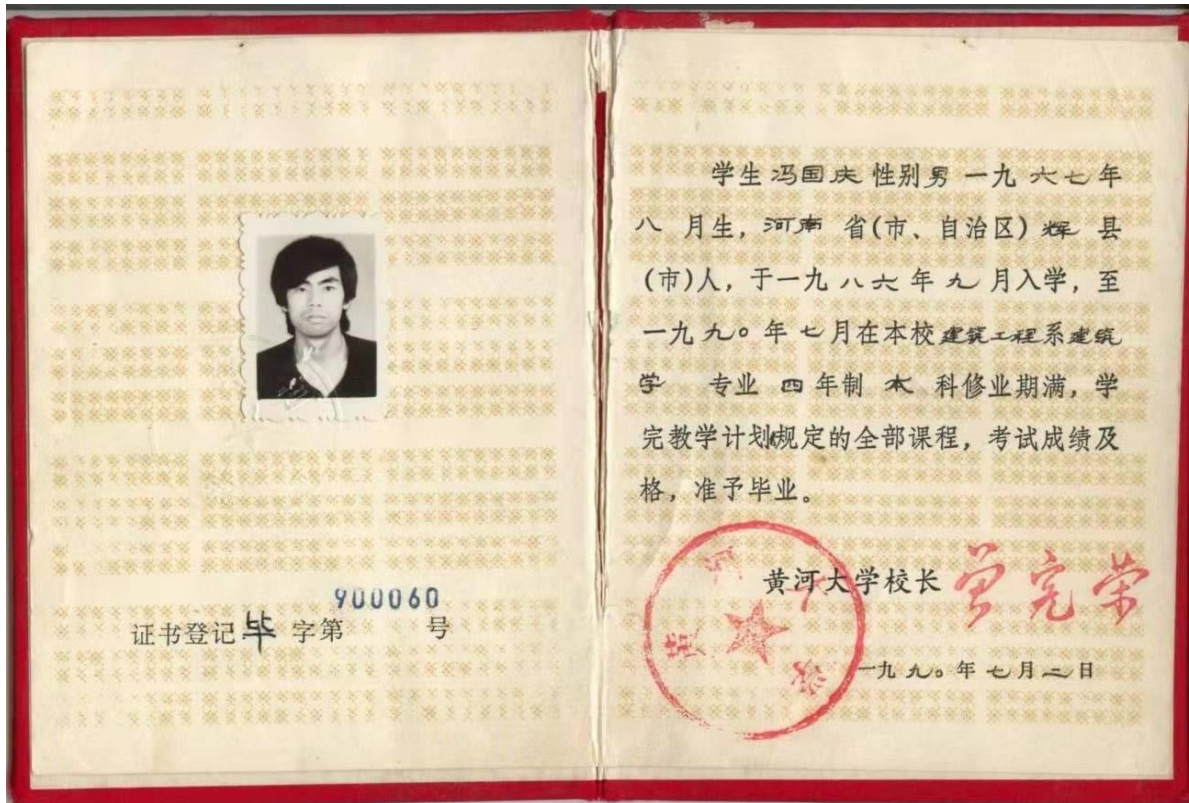 900060
证书登记毕字第 号
学生冯国庆性别男一九六七年
八月生，河南省(市、自治区)辉县
(市)人，于一九八六年九月入学，至
一九九〇年七月在本校建筑工程系建筑
学 专业 四年制 本 科修业期满，学
完教学计划规定的全部课程，考试成绩及
格，准予毕业。
黄河大学校长
黄河大学
一九九〇年七月二日